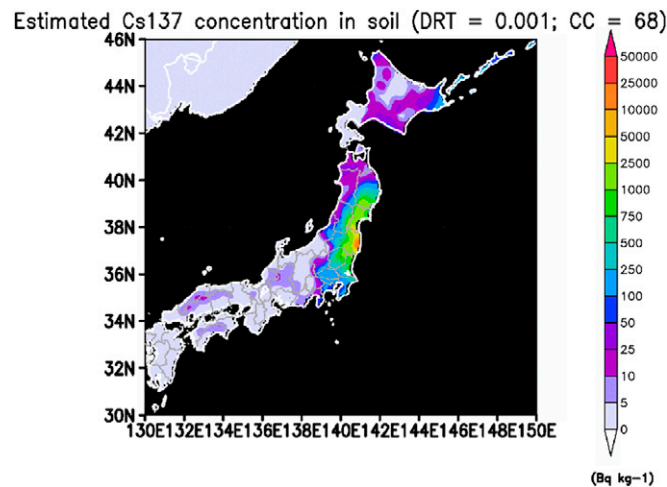 Estimated Cs137 concentration in soil (DRT = 0.001; CC = 68)
46N
44N
42N
40N
38N
36N
34N
32N
30N
130E132E134E136E138E140E142E144E146E148E150E
50000
25000
5000
2500
1000
750
500
250
100
50
25
10
5
0
(Bq kg-1)